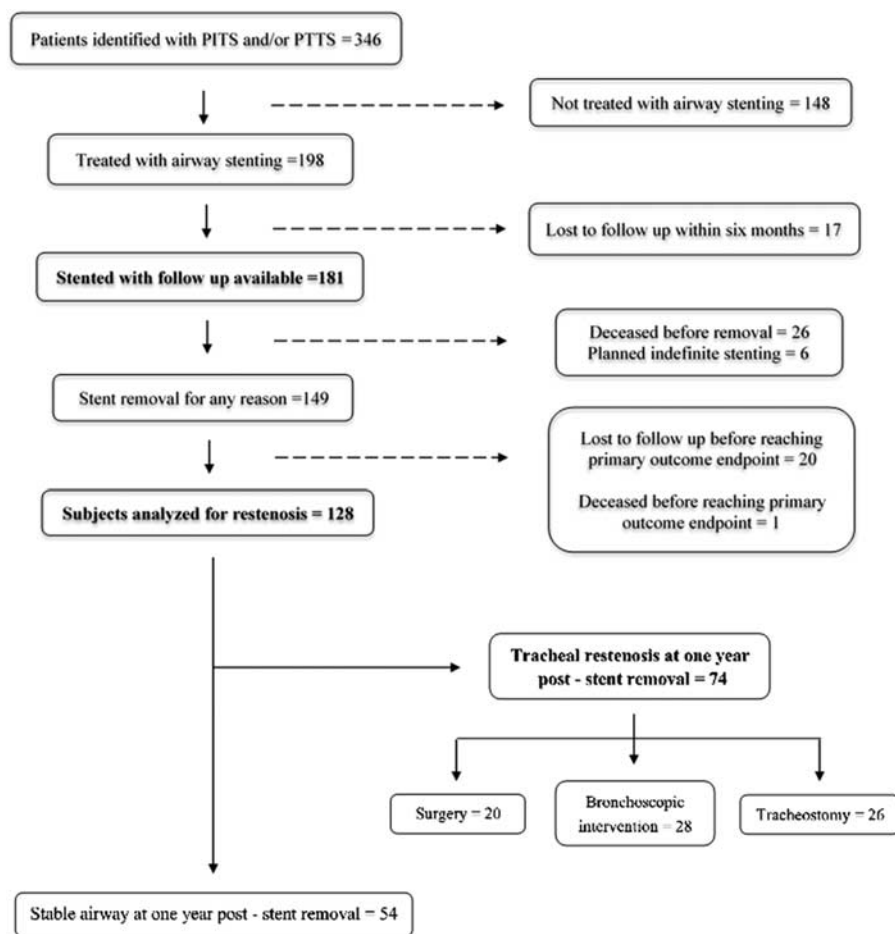 Patients identified with PITS and/or PTTS = 346
Not treated with airway stenting = 148
Treated with airway stenting =198
Lost to follow up within six months = 17
Stented with follow up available =181
Deceased before removal = 26
Planned indefinite stenting = 6
Stent removal for any reason =149
Lost to follow up before reaching
primary outcome endpoint = 20
Deceased before reaching primary
outcome endpoint = 1
Subjects analyzed for restenosis = 128
Tracheal restenosis at one year
post - stent removal = 74
Surgery = 20
Bronchoscopic
intervention = 28
Tracheostomy = 26
Stable airway at one year post - stent removal = 54